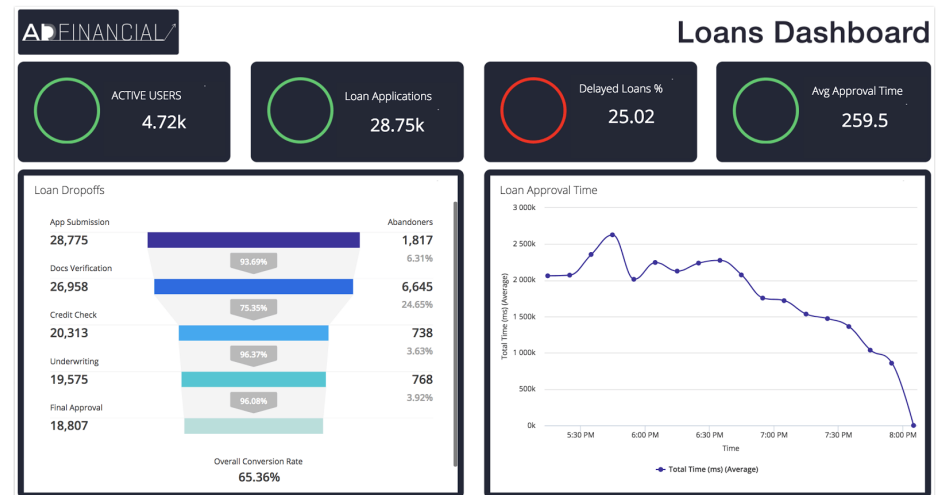 ADFINANCIAL
Loans Dashboard
ACTIVE USERS
4.72k
Loan Applications
28.75k
Delayed Loans %
25.02
Avg Approval Time
259.5
Loan Dropoffs
App Submission
Abandoners
28,775
1,817
93.69%
6.31%
Docs Verification
26,958
6,645
75.35%
24.65%
Credit Check
20,313
738
96.37%
3.63%
Underwriting
19,575
768
96.08%
3.92%
Final Approval
18,807
Overall Conversion Rate
65.36%
Loan Approval Time
3 000k
2 500k
2 000k
1 500k
1 000k
500k
0k
Total Time (ms) (Average)
5:30 PM
6:00 PM
6:30 PM
7:00 PM
7:30 PM
8:00 PM
Time
Total Time (ms) (Average)